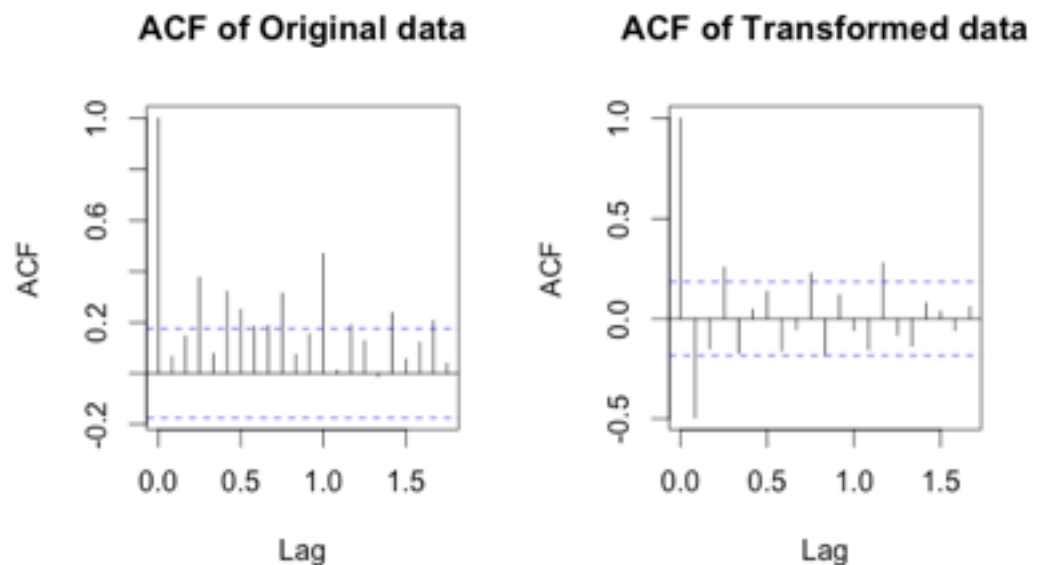 ACF of Original data
ACF
1.0
0.6
0.2
-0.2
0.0 0.5 1.0 1.5
Lag
ACF of Transformed data
ACF
1.0
0.5
0.0
-0.5
0.0 0.5 1.0 1.5
Lag